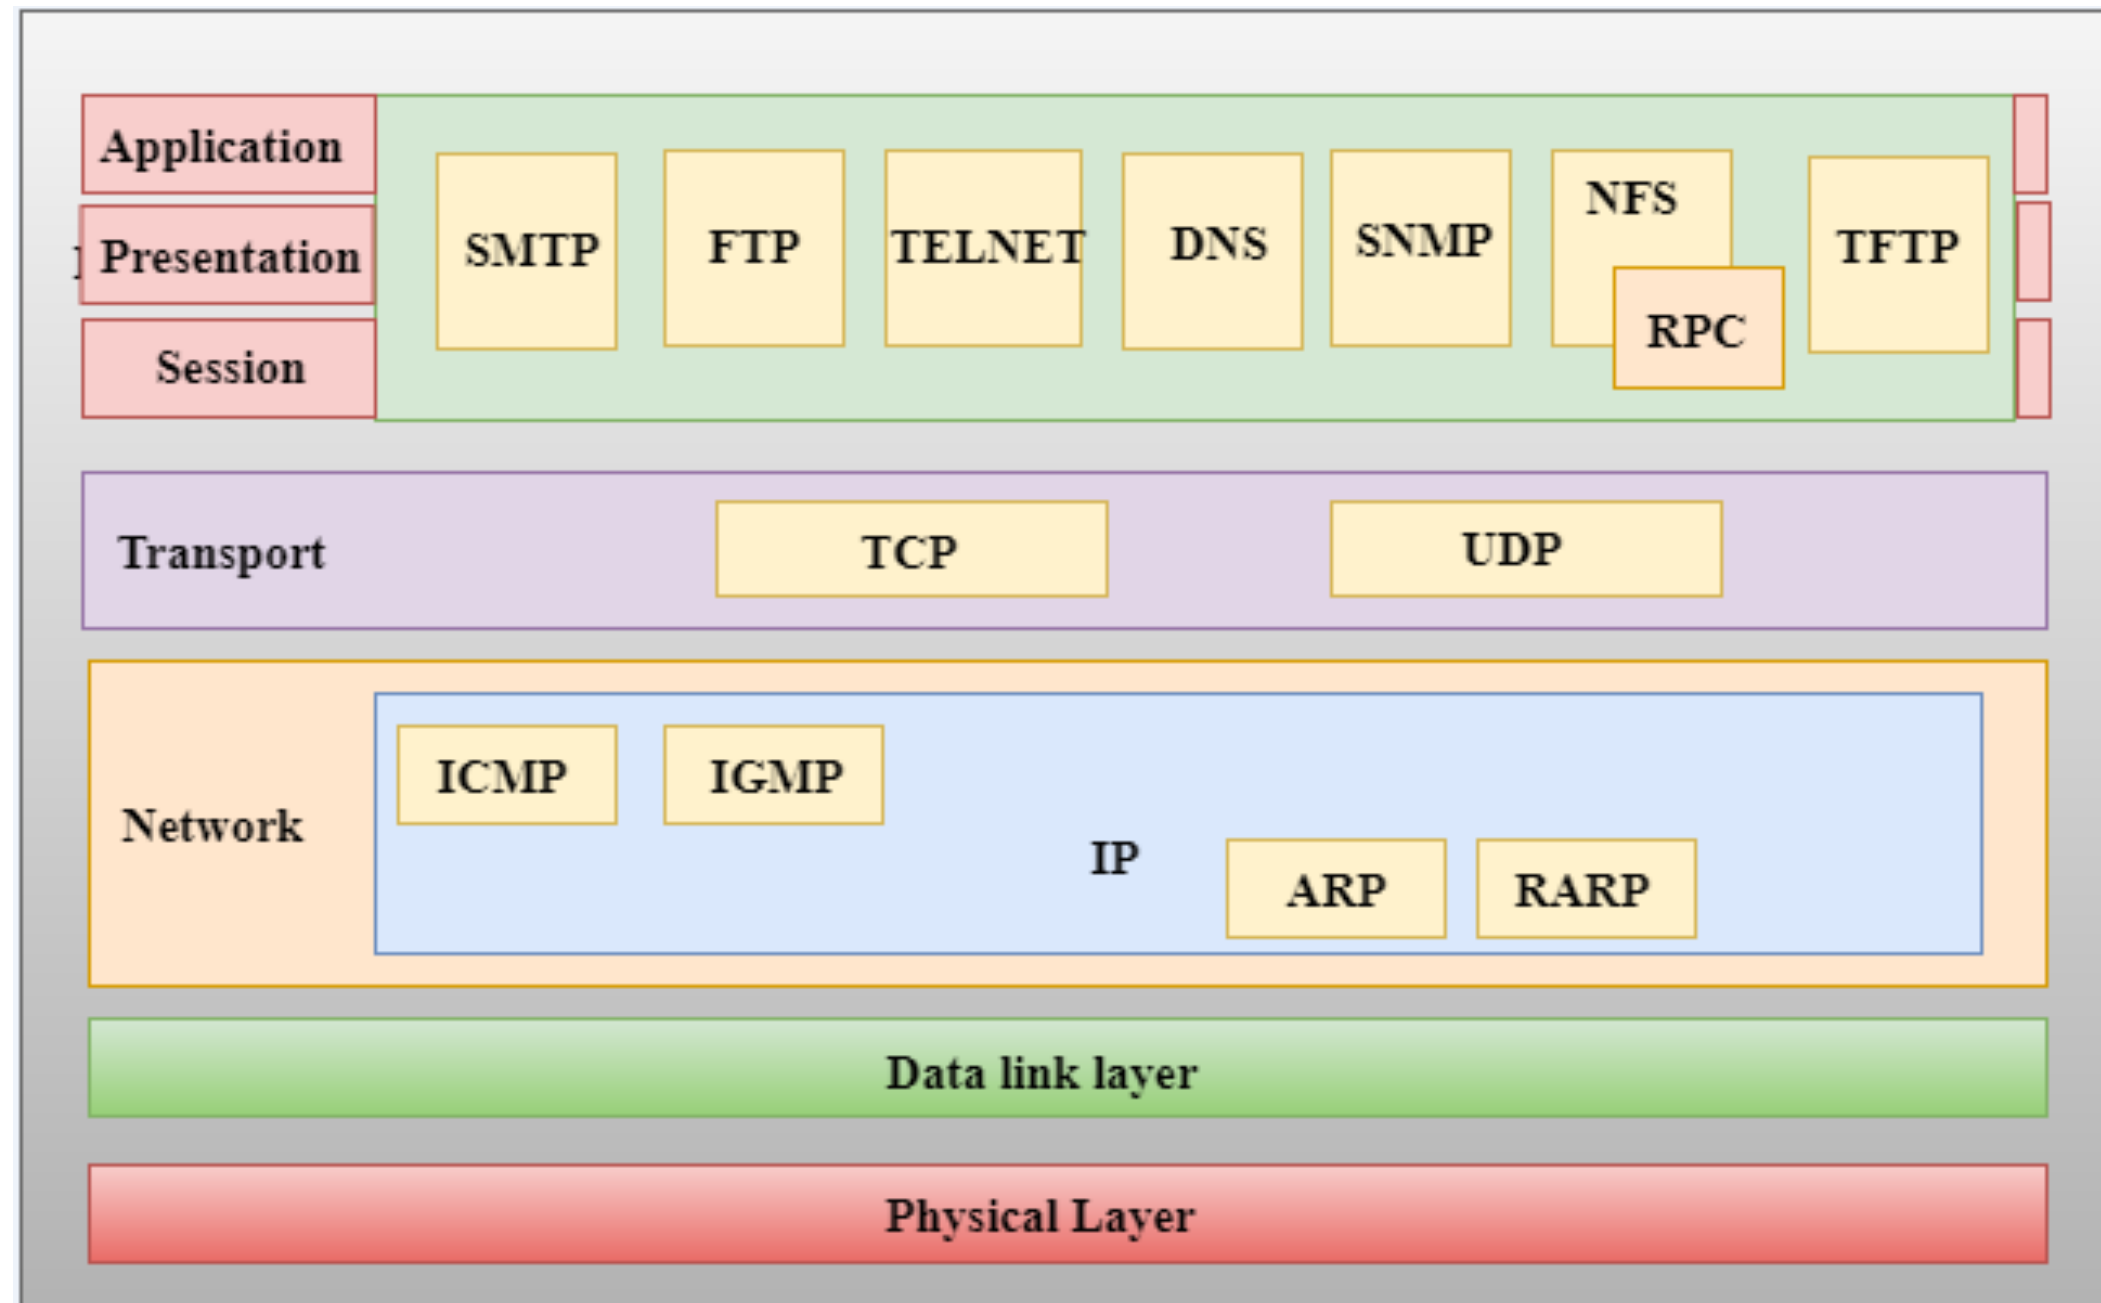 Application
Presentation
Session
SMTP
FTP
TELNET
DNS
SNMP
NFS
RPC
TFTP
Transport
TCP
UDP
Network
ICMP
IGMP
IP
ARP
RARP
Data link layer
Physical Layer